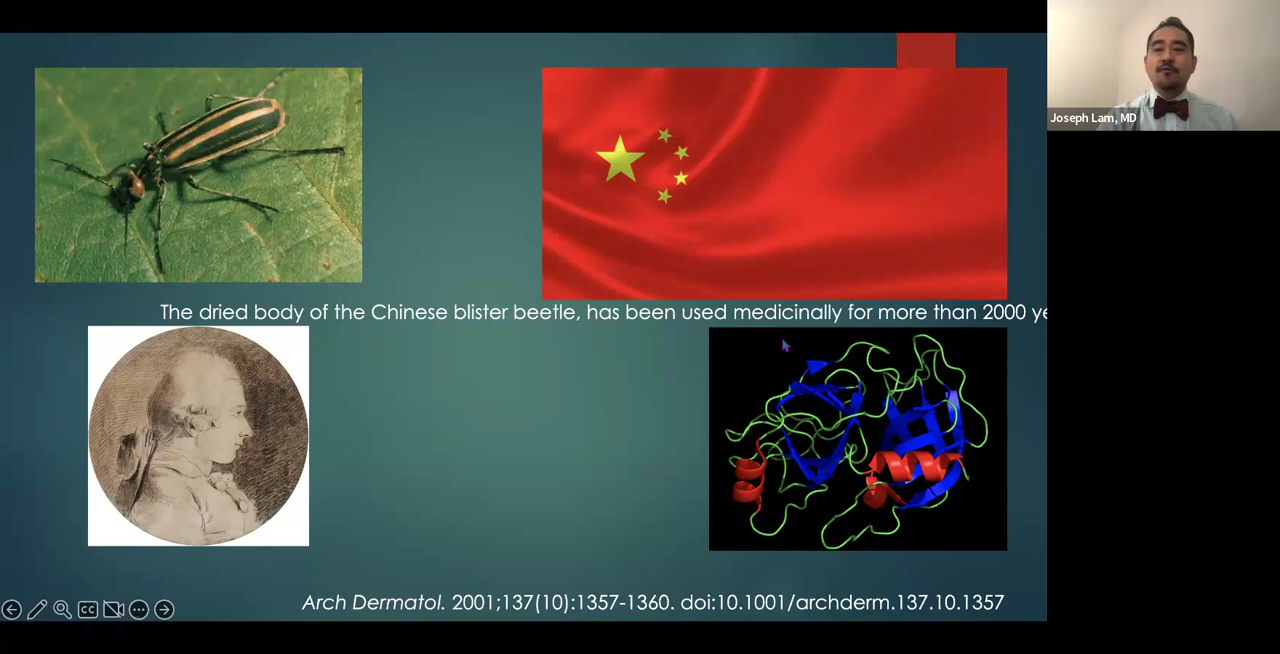 Joseph Lam, MD
The dried body of the Chinese blister beetle, has been used medicinally for more than 2000 ye
Arch Dermatol. 2001;137(10):1357-1360. doi:10.1001/archderm.137.10.1357
CC